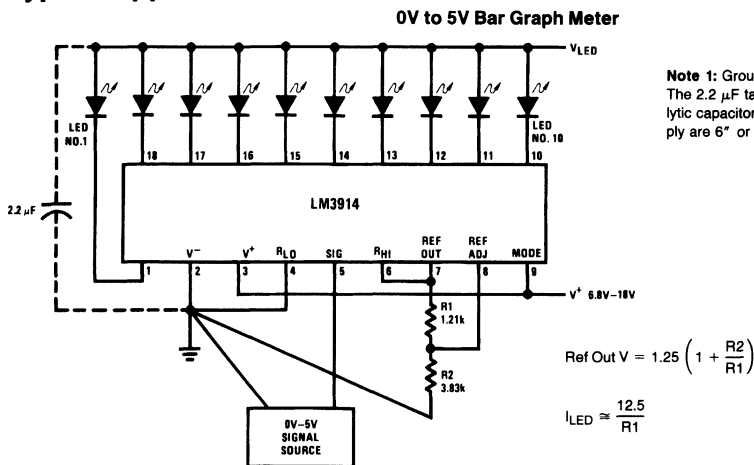 0V to 5V Bar Graph Meter
VLED
Note 1: Grou
The 2.2 μF ta
lytic capacitor
ply are 6" or
LED
NO.1
LED
NO. 10
18
17
16
15
14
13
12
11
10
2.2 μF
LM3914
V−
V+
RLO
SIG
RHI
REF
OUT
REF
ADJ
MODE
1
2
3
4
5
6
7
8
9
V+ 6.8V–18V
R1
1.21k
R2
3.83k
Ref Out V = 1.25 (1 + R2/R1)
ILED ≅ 12.5/R1
0V–5V
SIGNAL
SOURCE